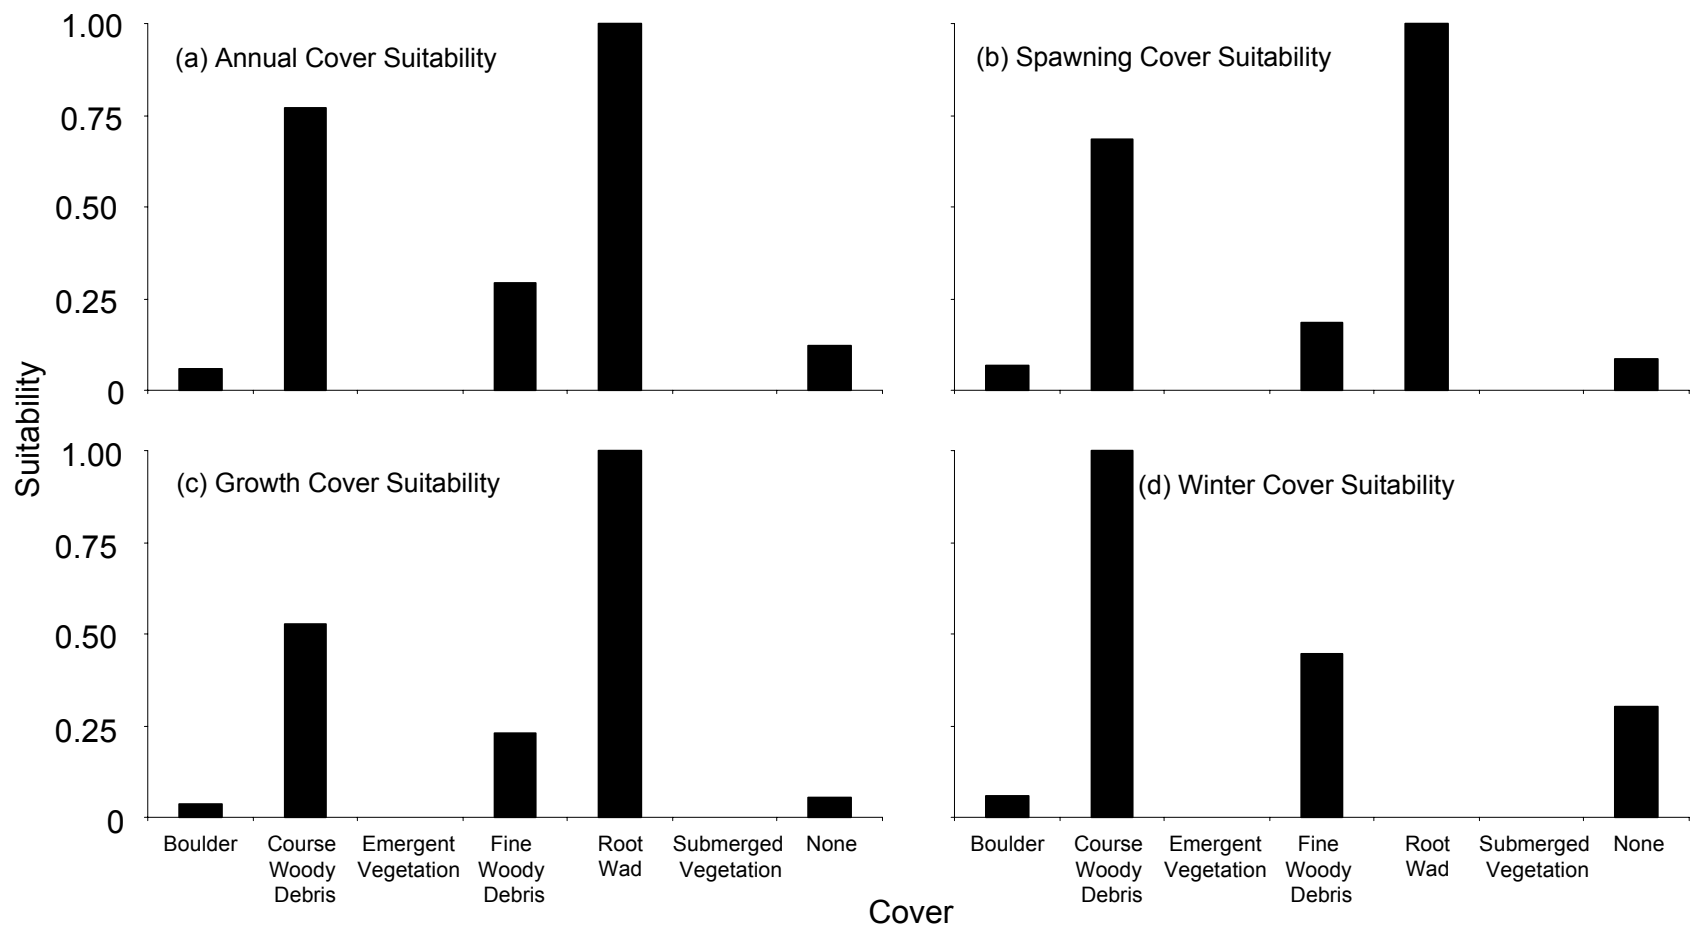 1.00
(a) Annual Cover Suitability
0.75
0.50
0.25
0
(b) Spawning Cover Suitability
Suitability
1.00
(c) Growth Cover Suitability
0.75
0.50
0.25
0
(d) Winter Cover Suitability
Boulder
Course
Woody
Debris
Emergent
Vegetation
Fine
Woody
Debris
Root
Wad
Submerged
Vegetation
None
Boulder
Course
Woody
Debris
Emergent
Vegetation
Fine
Woody
Debris
Root
Wad
Submerged
Vegetation
None
Cover